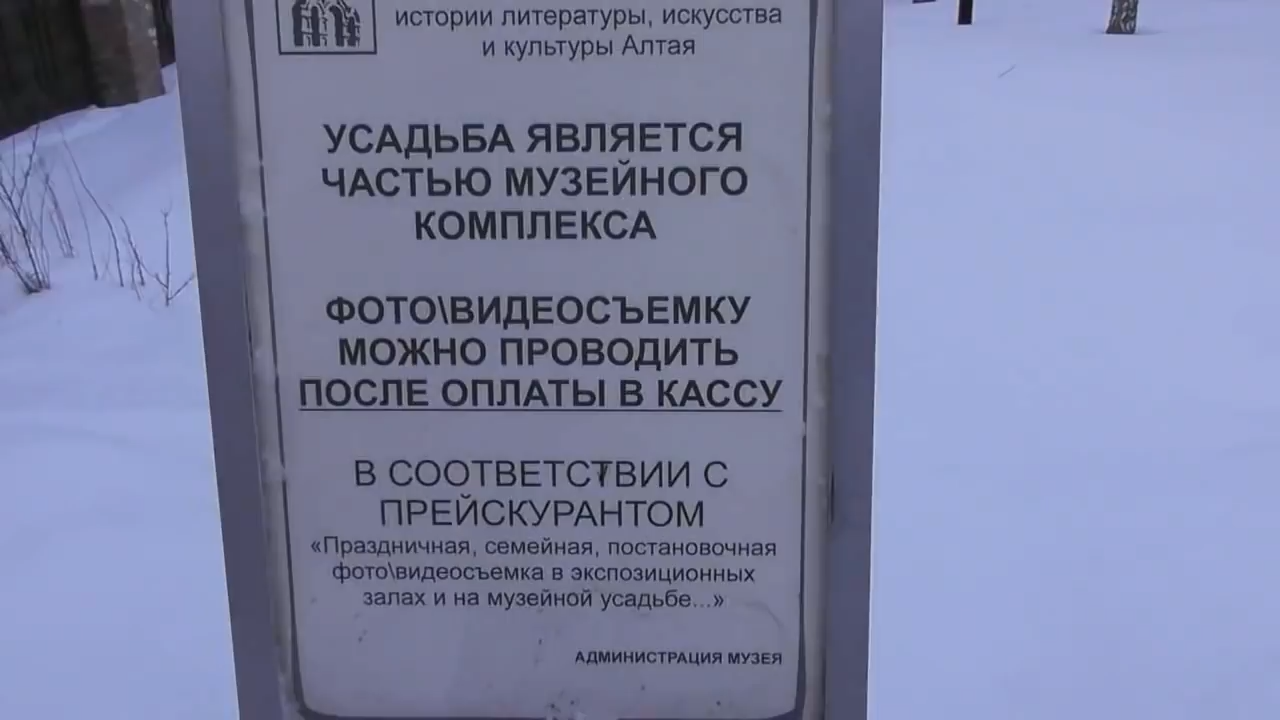 истории литературы, искусства
и культуры Алтая
УСАДЬБА ЯВЛЯЕТСЯ
ЧАСТЬЮ МУЗЕЙНОГО
КОМПЛЕКСА
ФОТО\ВИДЕОСЪЕМКУ
МОЖНО ПРОВОДИТЬ
ПОСЛЕ ОПЛАТЫ В КАССУ
В СООТВЕТСТВИИ С
ПРЕЙСКУРАНТОМ
«Праздничная, семейная, постановочная
фото\видеосъемка в экспозиционных
залах и на музейной усадьбе...»
АДМИНИСТРАЦИЯ МУЗЕЯ